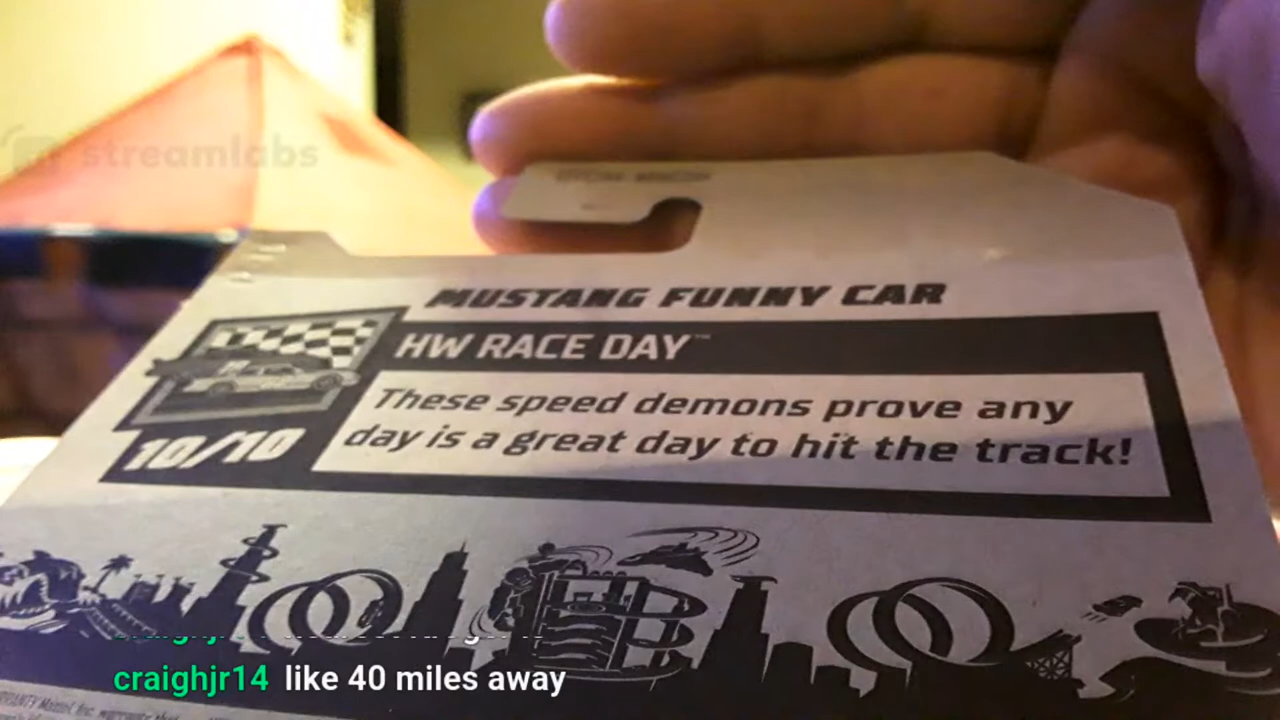 streamlabs
MUSTANG FUNNY CAR
HW RACE DAY™
These speed demons prove any
day is a great day to hit the track!
10/10
craighjr14 like 40 miles away